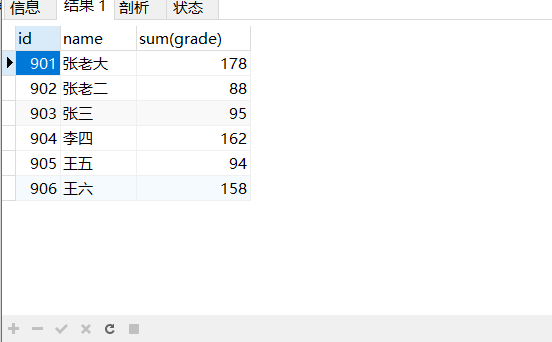 信息 结果 1 剖析 状态
id name sum(grade)
901 张老大 178
902 张老二 88
903 张三 95
904 李四 162
905 王五 94
906 王六 158